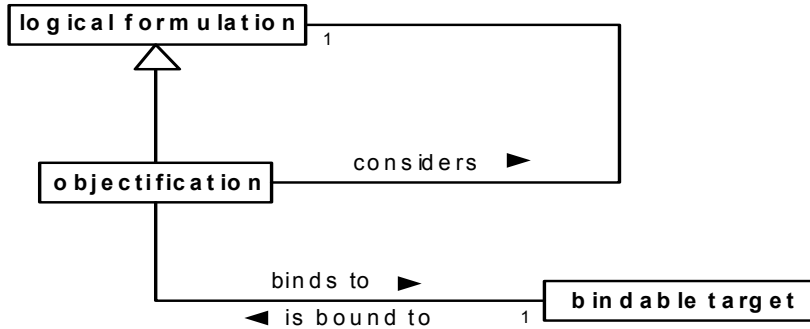 logical formulation
1
considers ►
objectification
binds to ►
bindable target
◄ is bound to
1